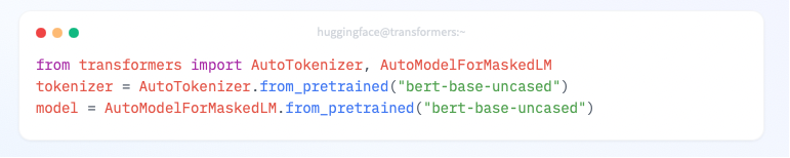 huggingface@transformers:~
from transformers import AutoTokenizer, AutoModelForMaskedLM
tokenizer = AutoTokenizer.from_pretrained("bert-base-uncased")
model = AutoModelForMaskedLM.from_pretrained("bert-base-uncased")